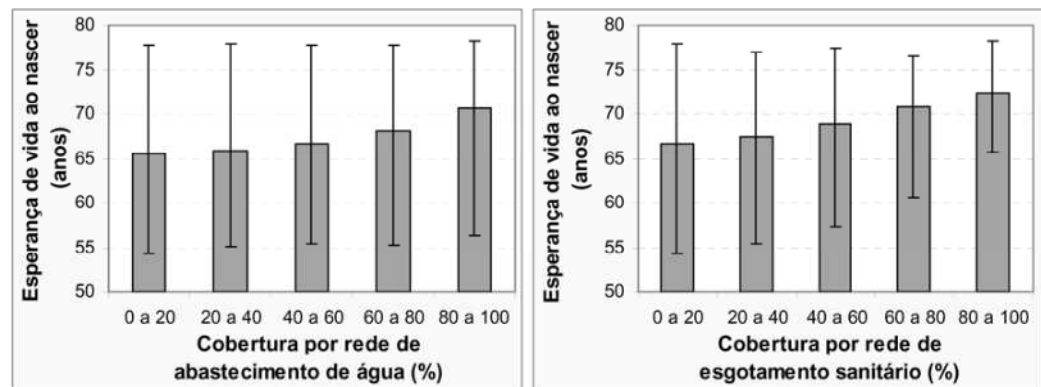 Esperança de vida ao nascer
(anos)
80
75
70
65
60
55
50
0 a 20
20 a 40
40 a 60
60 a 80
80 a 100
Cobertura por rede de
abastecimento de água (%)
Esperança de vida ao nascer
(anos)
80
75
70
65
60
55
50
0 a 20
20 a 40
40 a 60
60 a 80
80 a 100
Cobertura por rede de
esgotamento sanitário (%)